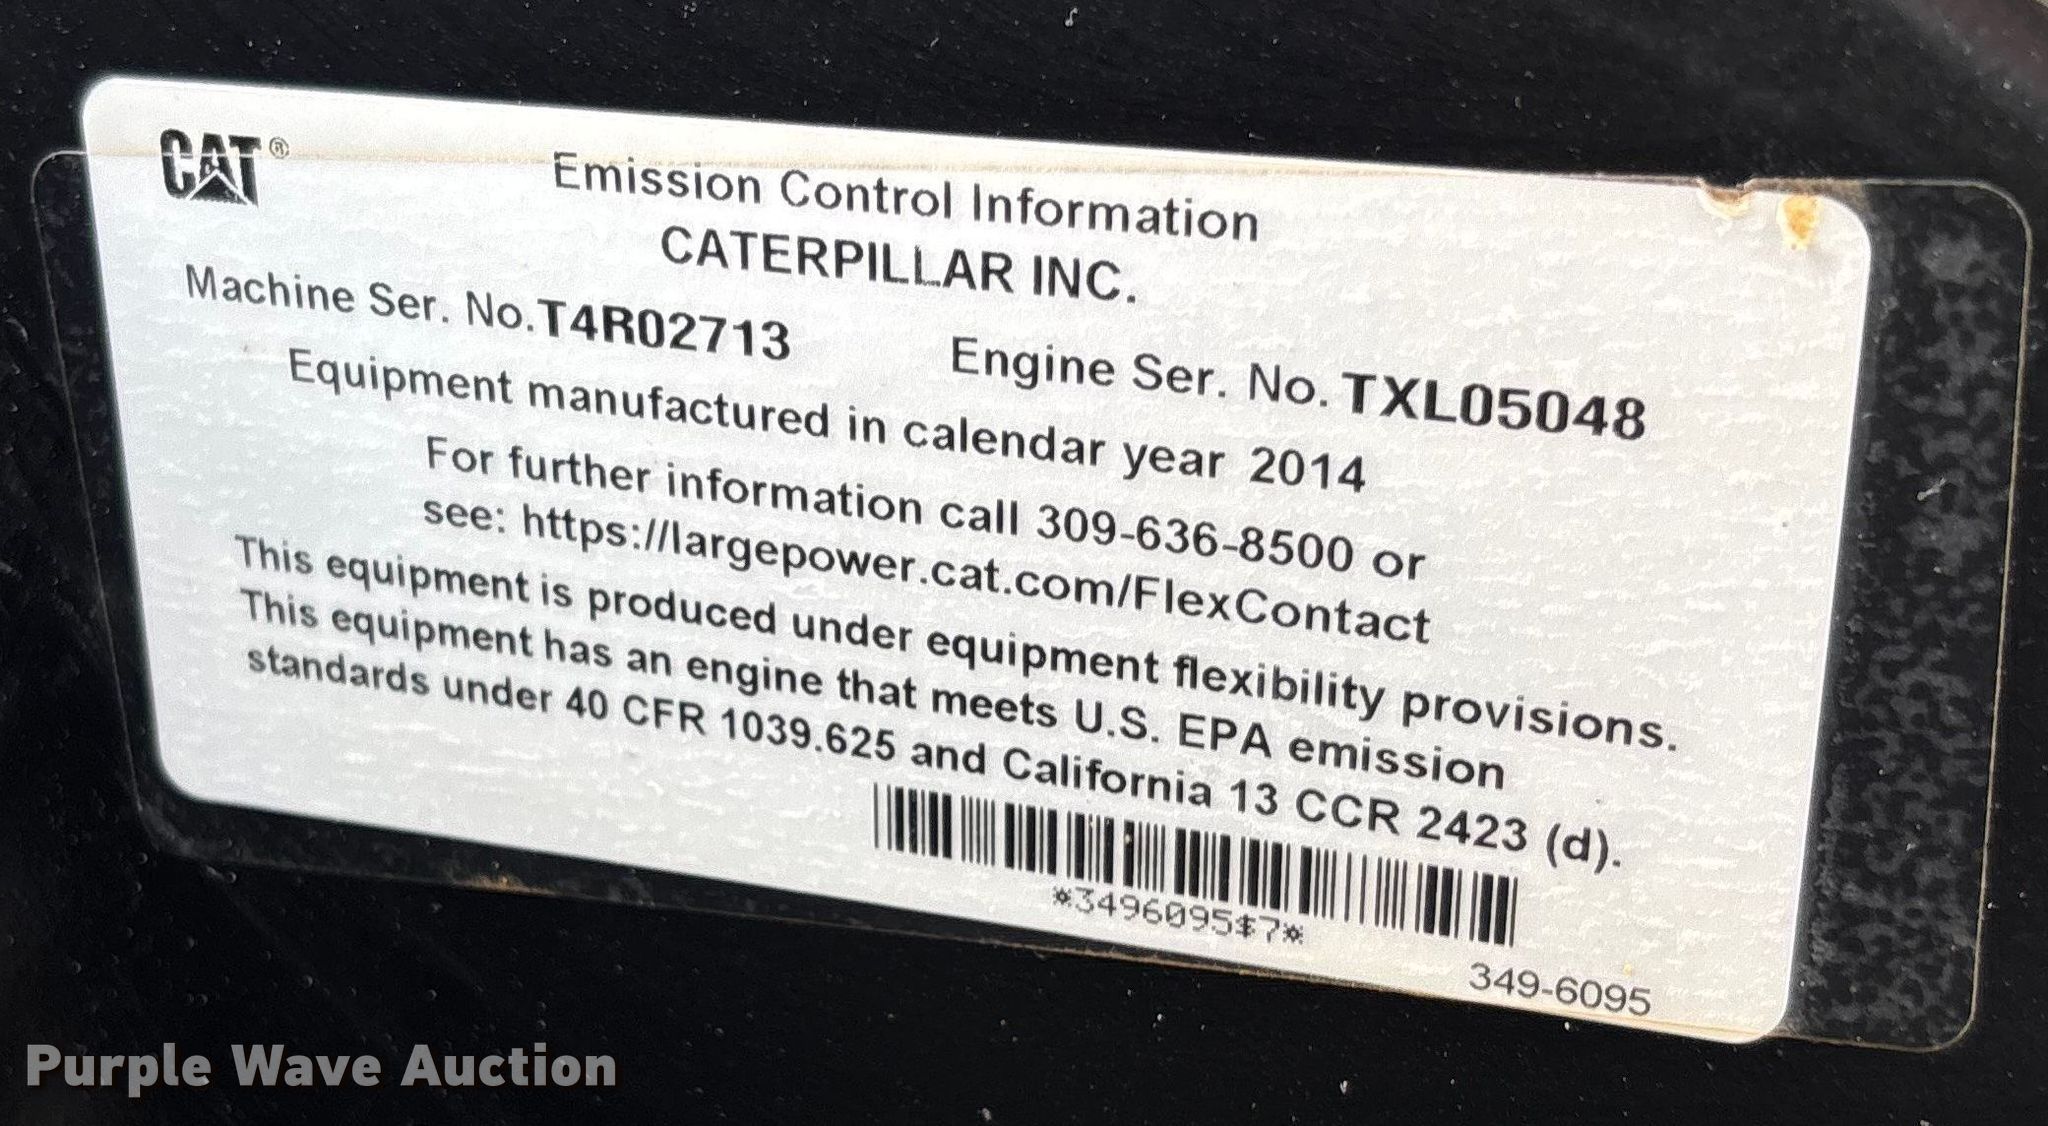 CAT®
Emission Control Information
CATERPILLAR INC.
Machine Ser. No. T4R02713 Engine Ser. No. TXL05048
Equipment manufactured in calendar year 2014
For further information call 309-636-8500 or
see: https://largepower.cat.com/FlexContact
This equipment is produced under equipment flexibility provisions.
This equipment has an engine that meets U.S. EPA emission
standards under 40 CFR 1039.625 and California 13 CCR 2423 (d).
*3496095$7*
349-6095
Purple Wave Auction